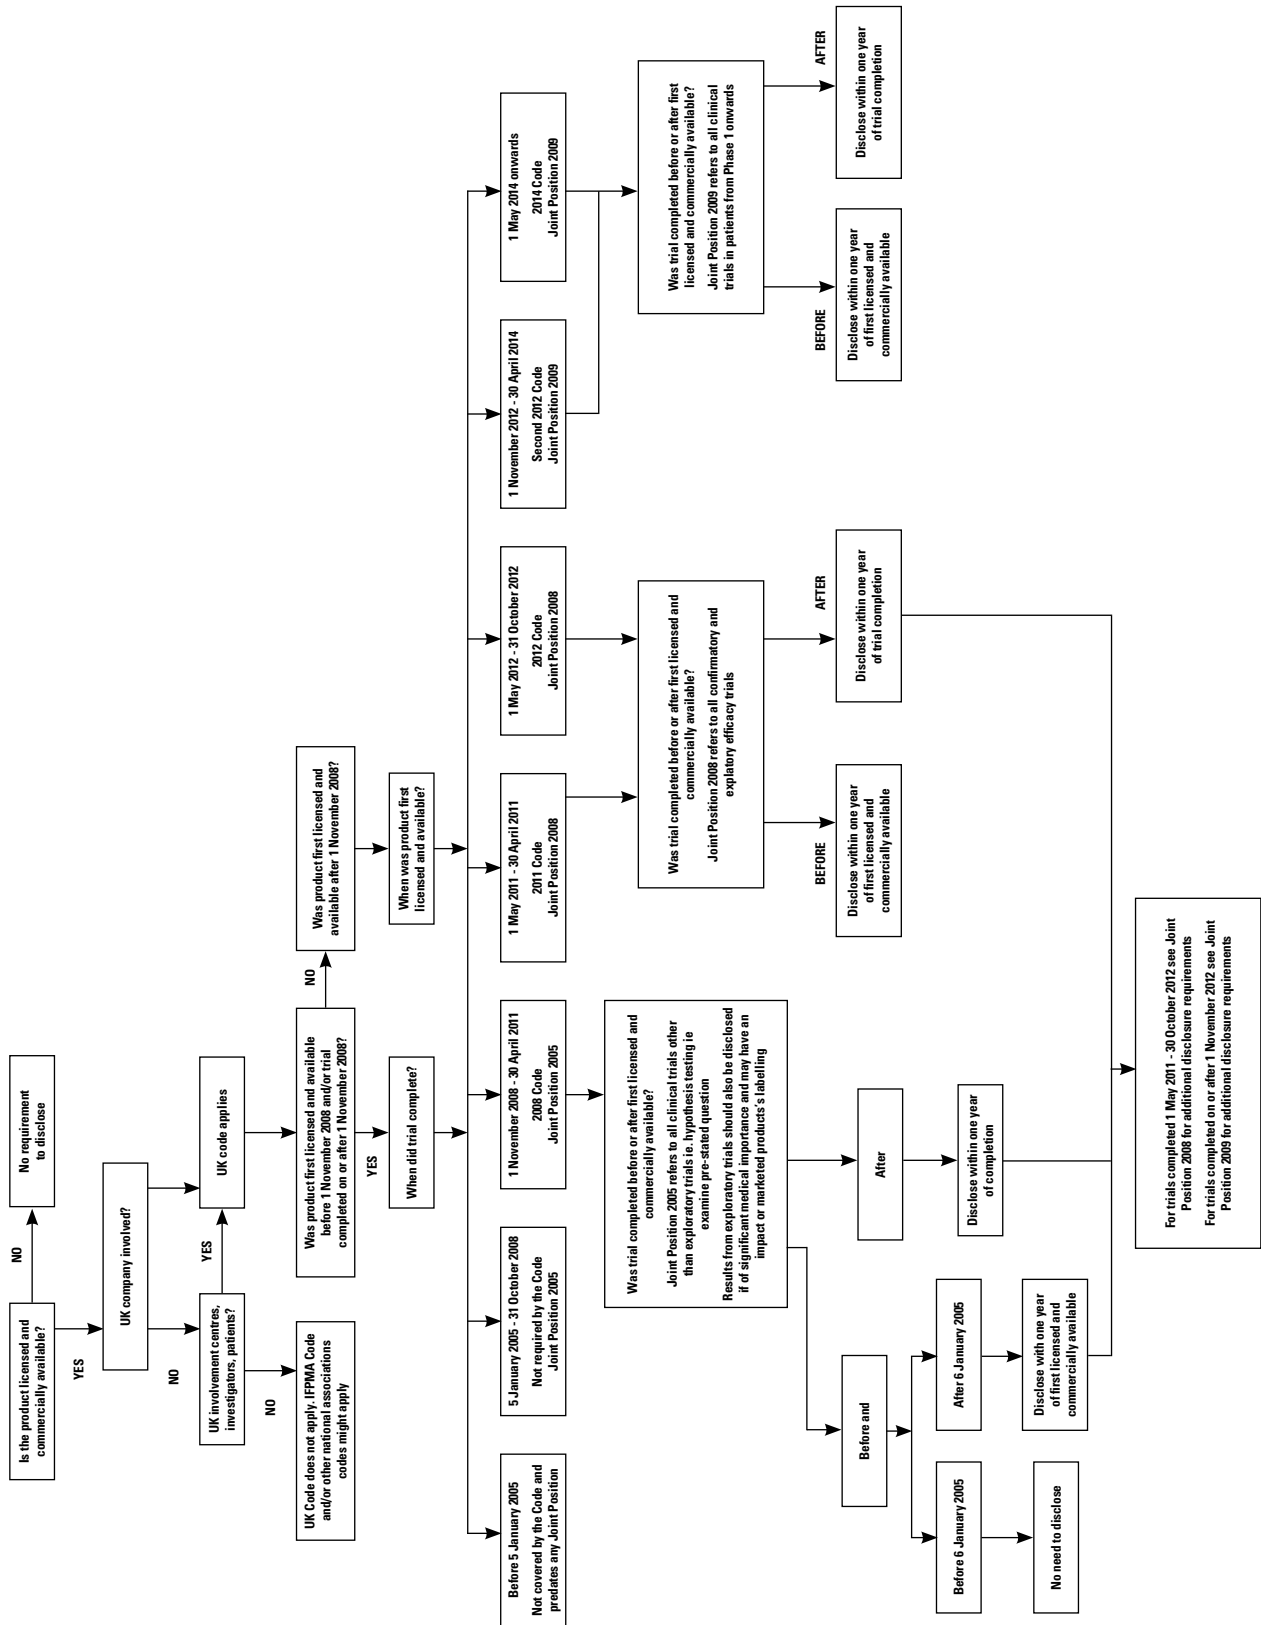 Is the product licensed and
commercially available?
NO
No requirement
to disclose
YES
UK company involved?
NO
UK involvement centres,
investigators, patients?
YES
UK code applies
NO
UK Code does not apply. IFPMA Code
and/or other national associations
codes might apply
Was product first licensed and available
before 1 November 2008 and/or trial
completed on or after 1 November 2008?
NO
Was product first licensed and
available after 1 November 2008?
YES
When did trial complete?
When was product first
licensed and available?
Before 5 January 2005
Not covered by the Code and
predates any Joint Position
5 January 2005 - 31 October 2008
Not required by the Code
Joint Position 2005
1 November 2008 - 30 April 2011
2008 Code
Joint Position 2005
1 May 2011 - 30 April 2011
2011 Code
Joint Position 2008
1 May 2012 - 31 October 2012
2012 Code
Joint Position 2008
1 November 2012 - 30 April 2014
Second 2012 Code
Joint Position 2009
1 May 2014 onwards
2014 Code
Joint Position 2009
Was trial completed before or after first licensed and
commercially available?
Joint Position 2005 refers to all clinical trials other
than exploratory trials ie. hypothesis testing ie
examine pre-stated question
Results from exploratory trials should also be disclosed
if of significant medical importance and may have an
impact or marketed products's labelling
Was trial completed before or after first licensed and
commercially available?
Joint Position 2008 refers to all confirmatory and
explatory efficacy trials
Was trial completed before or after first
licensed and commercially available?
Joint Position 2009 refers to all clinical
trials in patients from Phase 1 onwards
Before and
After
BEFORE
AFTER
BEFORE
AFTER
Disclose within one year
of first licensed and
commercially available
Disclose within one year
of trial completion
Disclose within one year
of first licensed and
commercially available
Disclose within one year
of trial completion
Before 6 January 2005
After 6 January 2005
Disclose within one year
of completion
No need to disclose
Disclose with one year
of first licensed and
commercially available
For trials completed 1 May 2011 - 30 October 2012 see Joint
Position 2008 for additional disclosure requirements
For trials completed on or after 1 November 2012 see Joint
Position 2009 for additional disclosure requirements